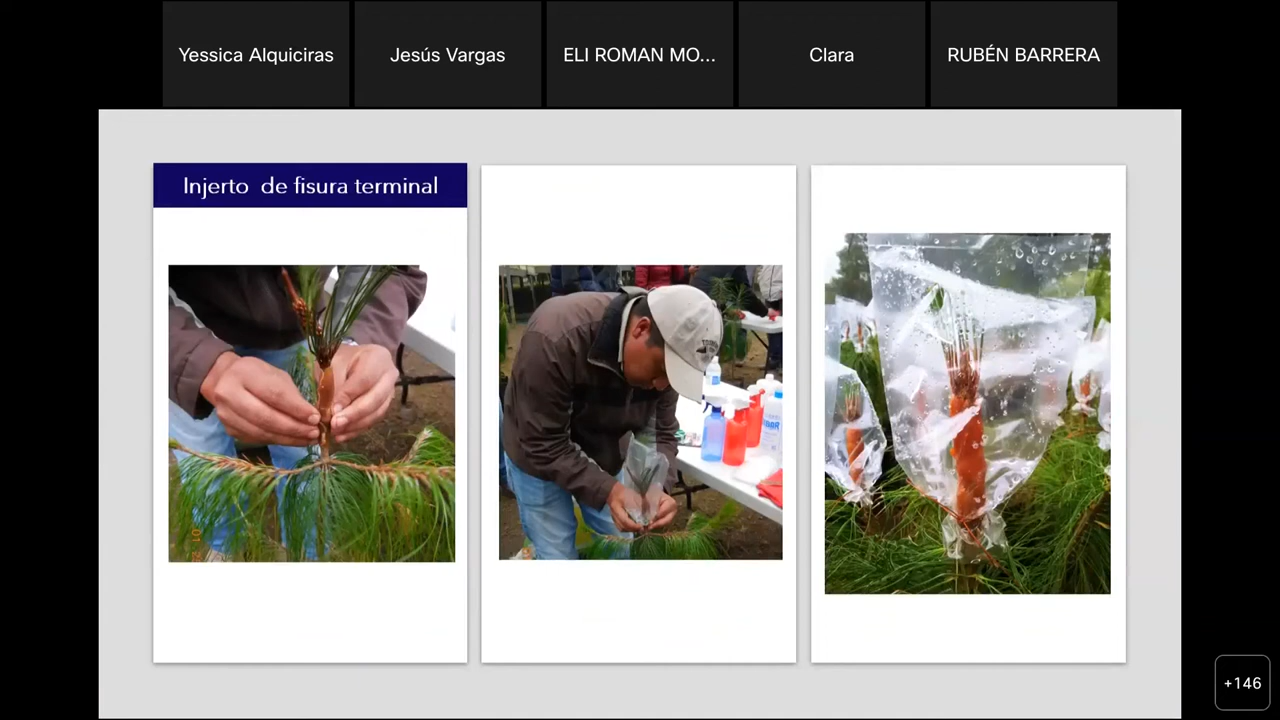 Yessica Alquiciras
Jesús Vargas
ELI ROMAN MO...
Clara
RUBÉN BARRERA
Injerto de fisura terminal
+146